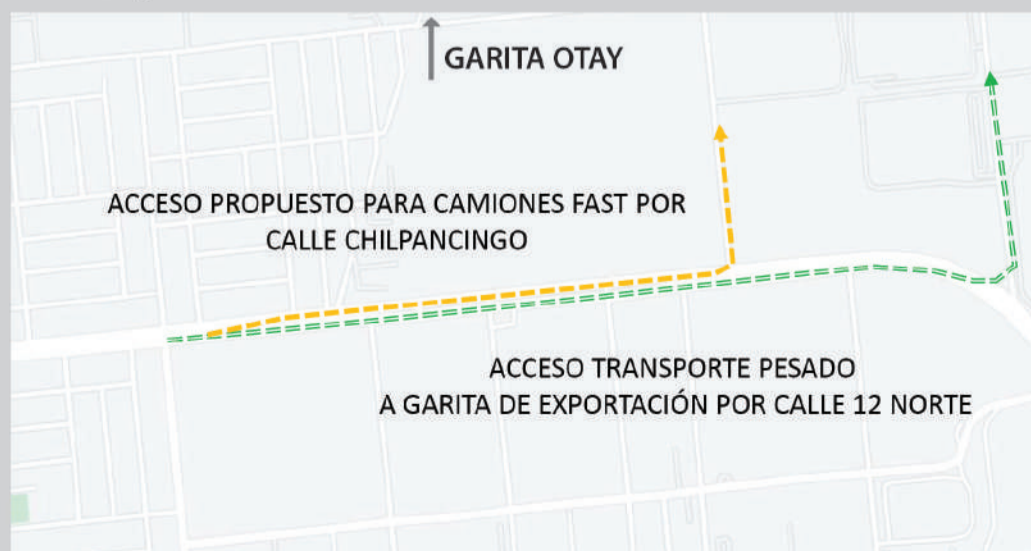 GARITA OTAY
ACCESO PROPUESTO PARA CAMIONES FAST POR
CALLE CHILPANCINGO
ACCESO TRANSPORTE PESADO
A GARITA DE EXPORTACIÓN POR CALLE 12 NORTE